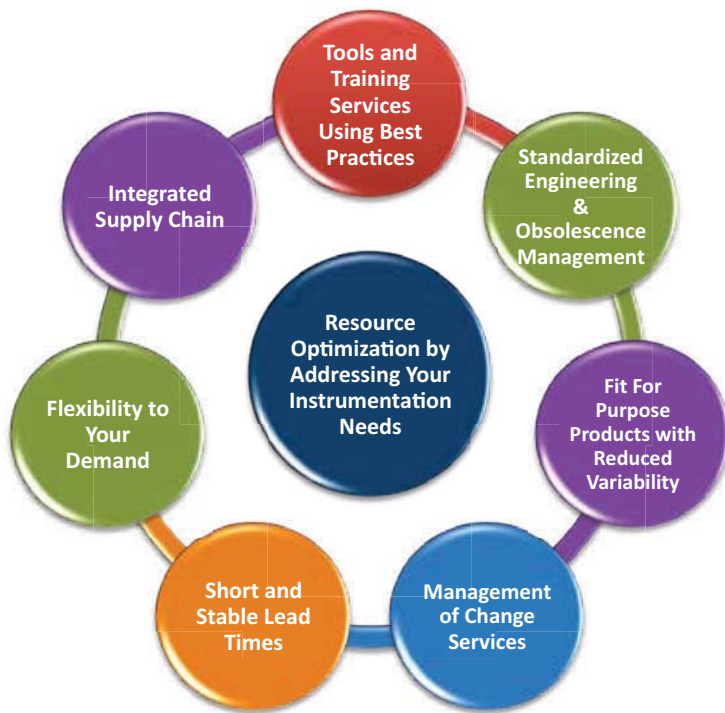 Tools and
Training
Services
Using Best
Practices
Standardized
Engineering
&
Obsolescence
Management
Fit For
Purpose
Products with
Reduced
Variability
Management
of Change
Services
Short and
Stable Lead
Times
Flexibility to
Your
Demand
Integrated
Supply Chain
Resource
Optimization by
Addressing Your
Instrumentation
Needs